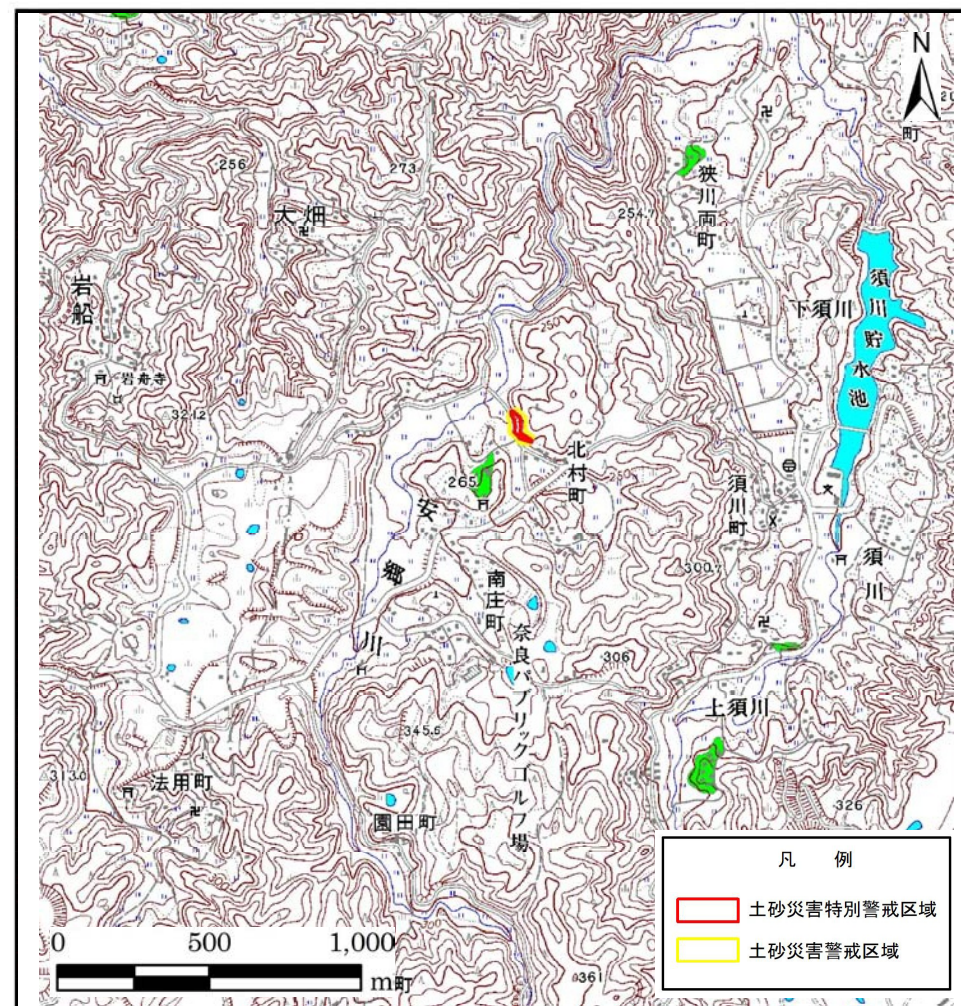 N
20
町
256
273
254.7
大畑
狭川両町
岩船
岩舟寺
321.2
250
下須川
須川貯水池
265
北村町
250
安郷川
須川町
300.7
須川
南庄町
奈良パブリックゴルフ場
306
上須川
345.5
313.0
法用町
園田町
326
361
凡 例
土砂災害特別警戒区域
土砂災害警戒区域
0 500 1,000
m町